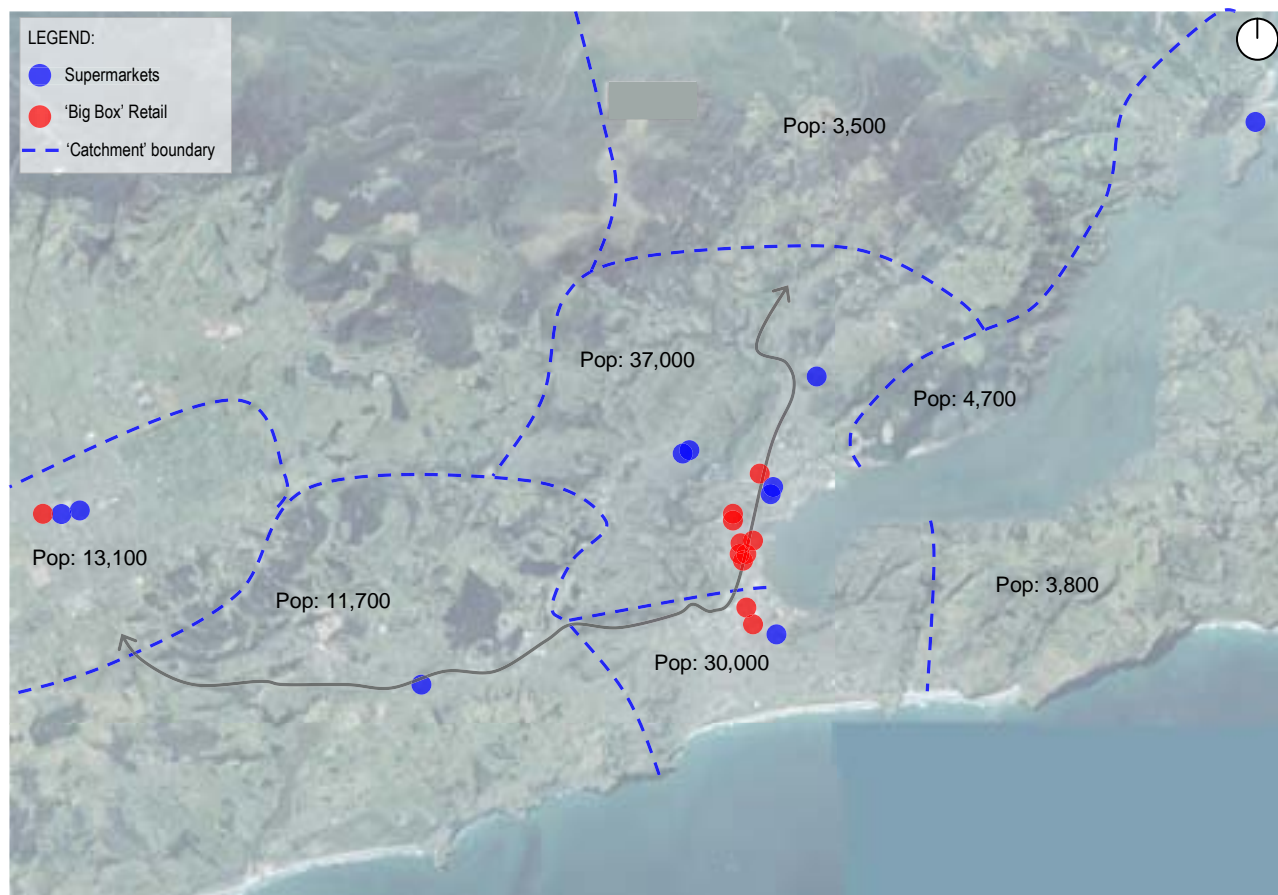 LEGEND:
Supermarkets
‘Big Box’ Retail
‘Catchment’ boundary
Pop: 3,500
Pop: 37,000
Pop: 4,700
Pop: 13,100
Pop: 11,700
Pop: 3,800
Pop: 30,000